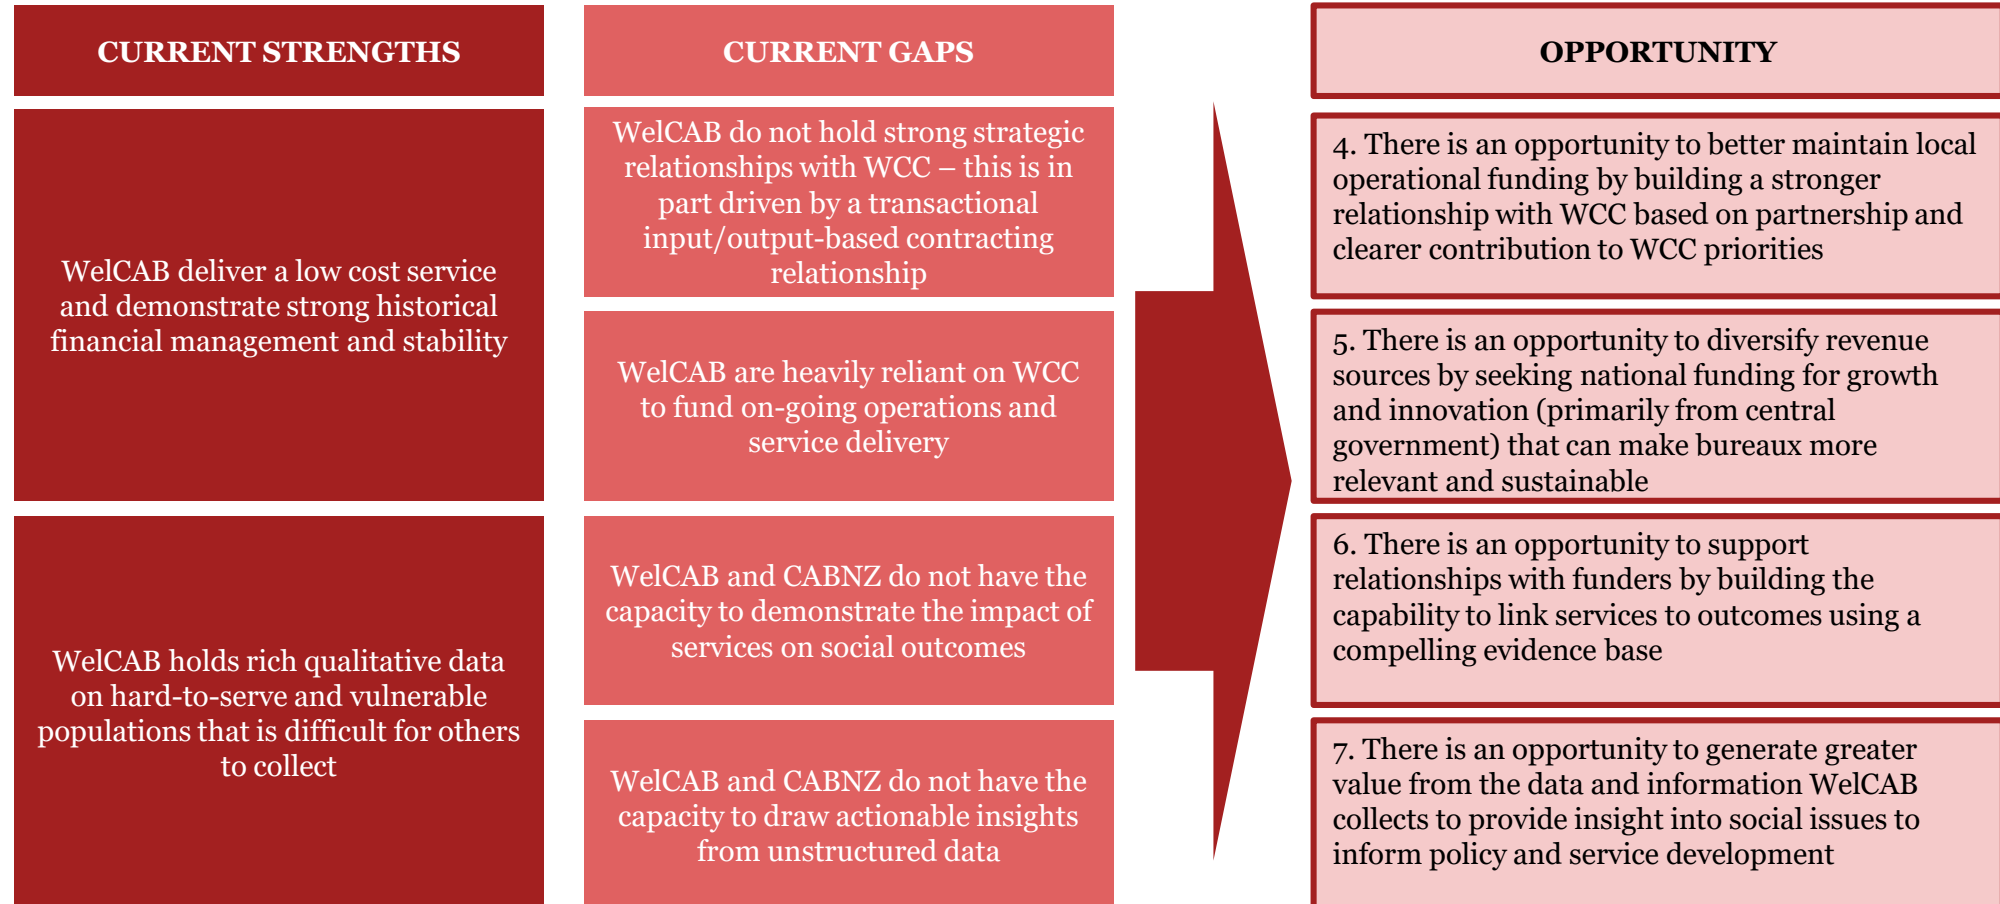 CURRENT STRENGTHS
WelCAB deliver a low cost service
and demonstrate strong historical
financial management and stability
WelCAB holds rich qualitative data
on hard-to-serve and vulnerable
populations that is difficult for others
to collect
CURRENT GAPS
WelCAB do not hold strong strategic
relationships with WCC – this is in
part driven by a transactional
input/output-based contracting
relationship
WelCAB are heavily reliant on WCC
to fund on-going operations and
service delivery
WelCAB and CABNZ do not have the
capacity to demonstrate the impact of
services on social outcomes
WelCAB and CABNZ do not have the
capacity to draw actionable insights
from unstructured data
OPPORTUNITY
4. There is an opportunity to better maintain local
operational funding by building a stronger
relationship with WCC based on partnership and
clearer contribution to WCC priorities
5. There is an opportunity to diversify revenue
sources by seeking national funding for growth
and innovation (primarily from central
government) that can make bureaux more
relevant and sustainable
6. There is an opportunity to support
relationships with funders by building the
capability to link services to outcomes using a
compelling evidence base
7. There is an opportunity to generate greater
value from the data and information WelCAB
collects to provide insight into social issues to
inform policy and service development